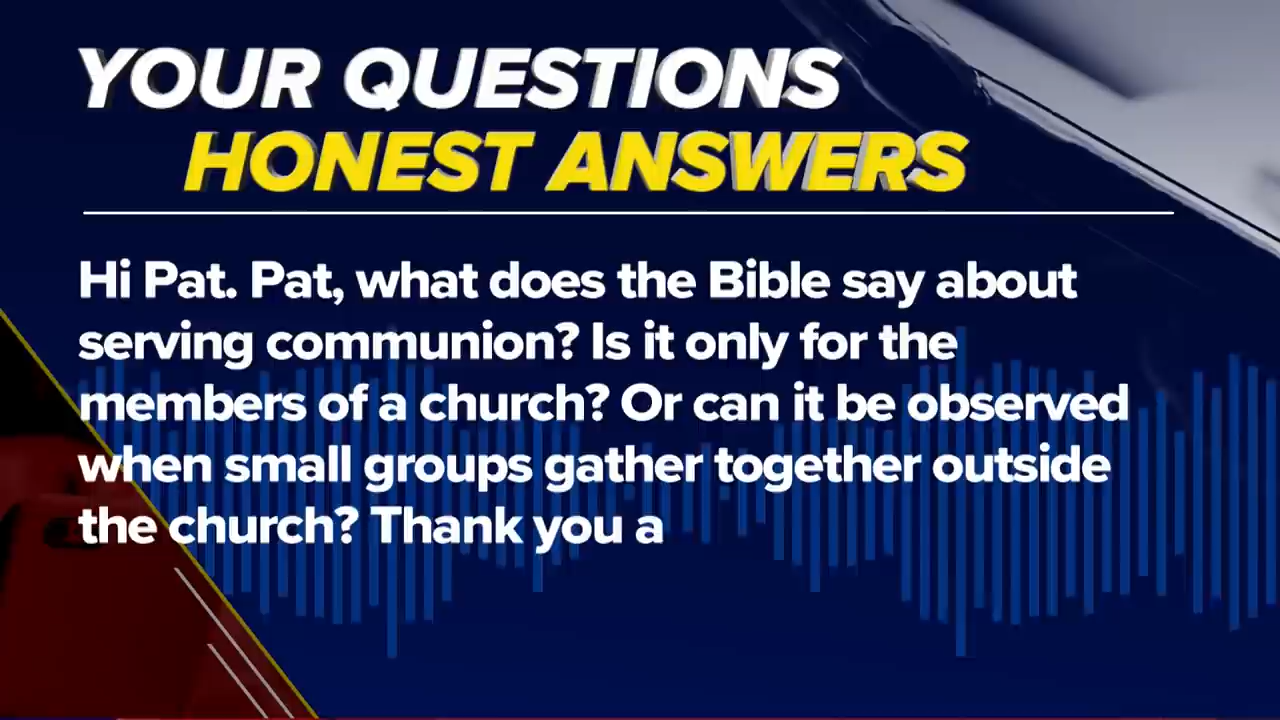 YOUR QUESTIONS
HONEST ANSWERS
Hi Pat. Pat, what does the Bible say about
serving communion? Is it only for the
members of a church? Or can it be observed
when small groups gather together outside
the church? Thank you a